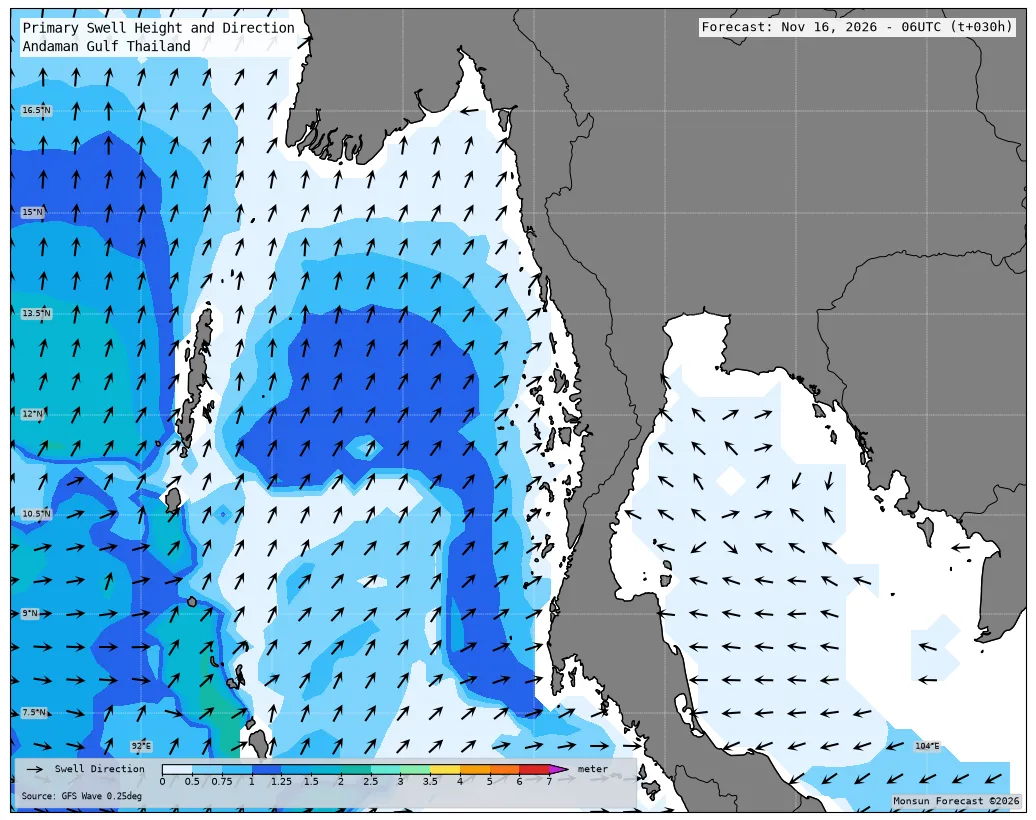 Primary Swell Height and Direction
Andaman Gulf Thailand
Forecast: Nov 16, 2026 - 06UTC (t+030h)
16.5°N
15°N
13.5°N
12°N
10.5°N
9°N
7.5°N
92°E
104°E
Swell Direction
0 0.5 0.75 1 1.25 1.5 2 2.5 3 3.5 4 5 6 7
meter
Source: GFS Wave 0.25deg
Monsun Forecast ©2026